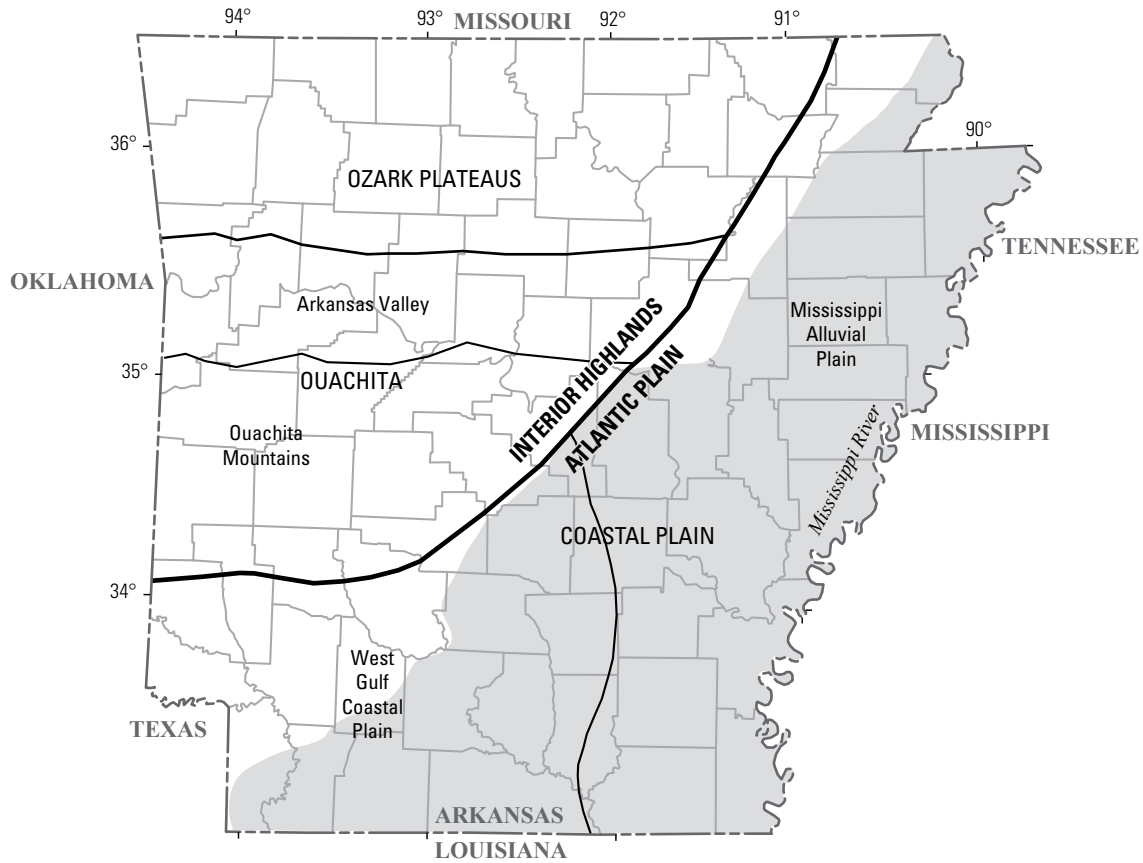 94°
93°
MISSOURI
92°
91°
36°
90°
OZARK PLATEAUS
TENNESSEE
OKLAHOMA
Arkansas Valley
Mississippi
Alluvial
Plain
INTERIOR HIGHLANDS
ATLANTIC PLAIN
35°
OUACHITA
Ouachita
Mountains
MISSISSIPPI
Mississippi River
COASTAL PLAIN
34°
West
Gulf
Coastal
Plain
TEXAS
ARKANSAS
LOUISIANA